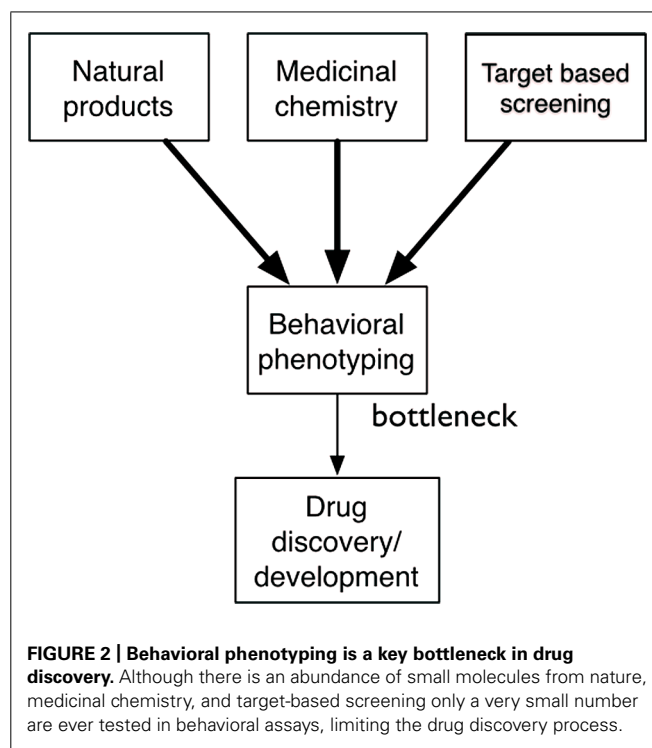 Natural
products
Medicinal
chemistry
Target based
screening
Behavioral
phenotyping
bottleneck
Drug
discovery/
development
FIGURE 2 | Behavioral phenotyping is a key bottleneck in drug
discovery. Although there is an abundance of small molecules from nature,
medicinal chemistry, and target-based screening only a very small number
are ever tested in behavioral assays, limiting the drug discovery process.